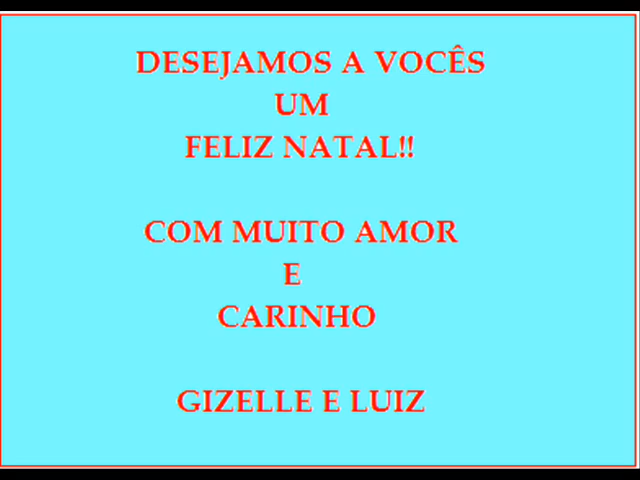 DESEJAMOS A VOCÊS
UM
FELIZ NATAL!!
COM MUITO AMOR
E
CARINHO
GIZELLE E LUIZ